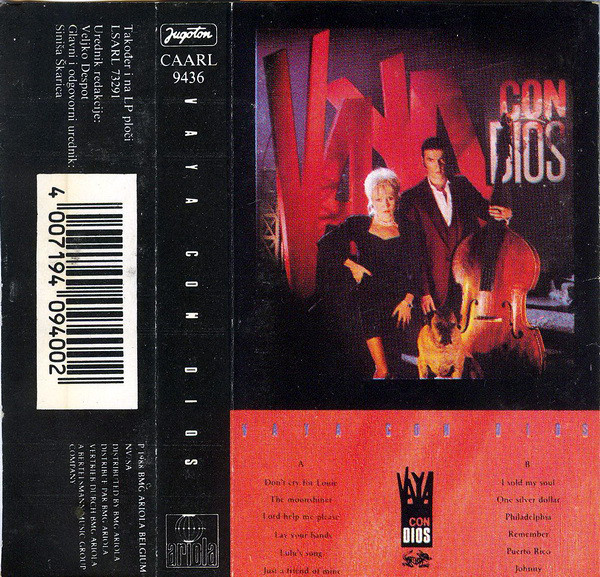 Također i na LP ploči
LSARL 73291
Urednik redakcije:
Veljko Despot
Glavni i odgovorni urednik:
Siniša Škarica
4 007194 094002
P 1988 BMG ARIOLA BELGIUM
NV/SA
DISTRIBUTED BY BMG ARIOLA
DISTRIBUE PAR BMG ARIOLA
VERTRIEB DURCH BMG ARIOLA
A BERTELSMANN MUSIC GROUP
COMPANY
Jugoton
CAARL
9436
VAYA CON DIOS
ariola
VAYA
CON
DIOS
VAYA CON DIOS
A
Don't cry for Louie
The moonshiner
Lord help me please
Lay your hands
Lulu's song
Just a friend of mine
VAYA
CON
DIOS
B
I sold my soul
One silver dollar
Philadelphia
Remember
Puerto Rico
Johnny